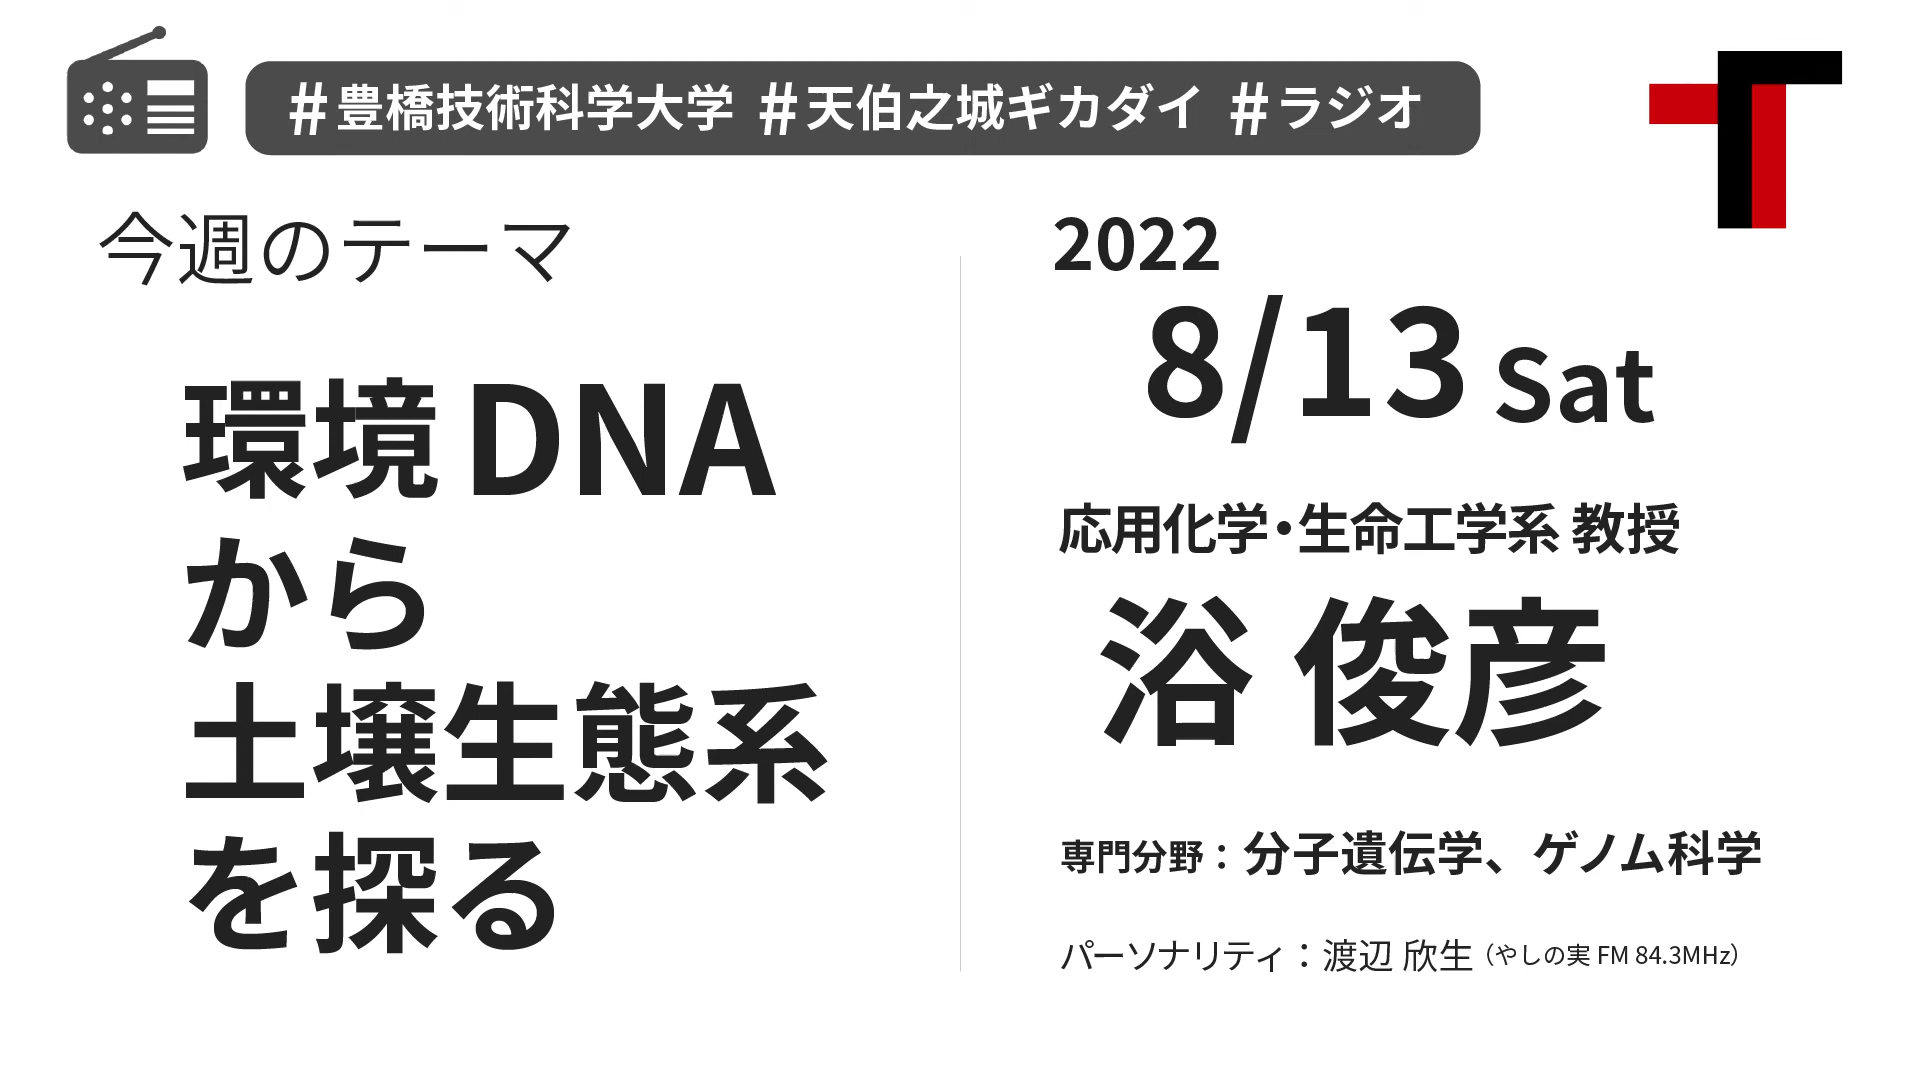 #豊橋技術科学大学 #天伯之城ギカダイ #ラジオ
今週のテーマ
環境DNA
から
土壌生態系
を探る
2022
8/13 Sat
応用化学・生命工学系 教授
浴 俊彦
専門分野：分子遺伝学、ゲノム科学
パーソナリティ：渡辺 欣生（やしの実 FM 84.3MHz）